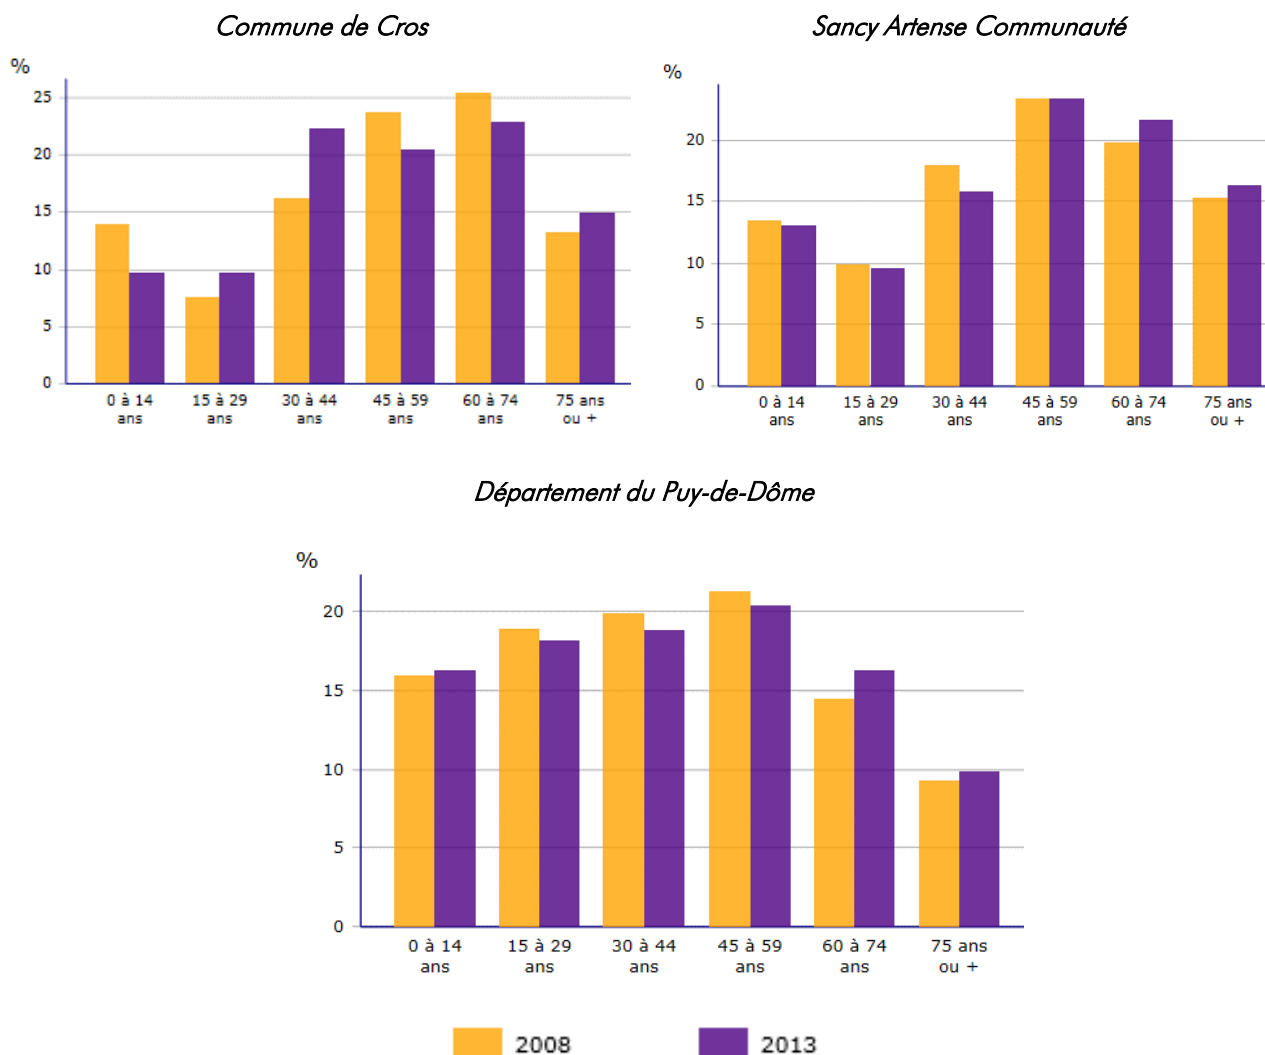 Commune de Cros
%
25
20
15
10
5
0
0 à 14
ans
15 à 29
ans
30 à 44
ans
45 à 59
ans
60 à 74
ans
75 ans
ou +
Sancy Artense Communauté
%
20
15
10
5
0
0 à 14
ans
15 à 29
ans
30 à 44
ans
45 à 59
ans
60 à 74
ans
75 ans
ou +
Département du Puy-de-Dôme
%
20
15
10
5
0
0 à 14
ans
15 à 29
ans
30 à 44
ans
45 à 59
ans
60 à 74
ans
75 ans
ou +
2008
2013